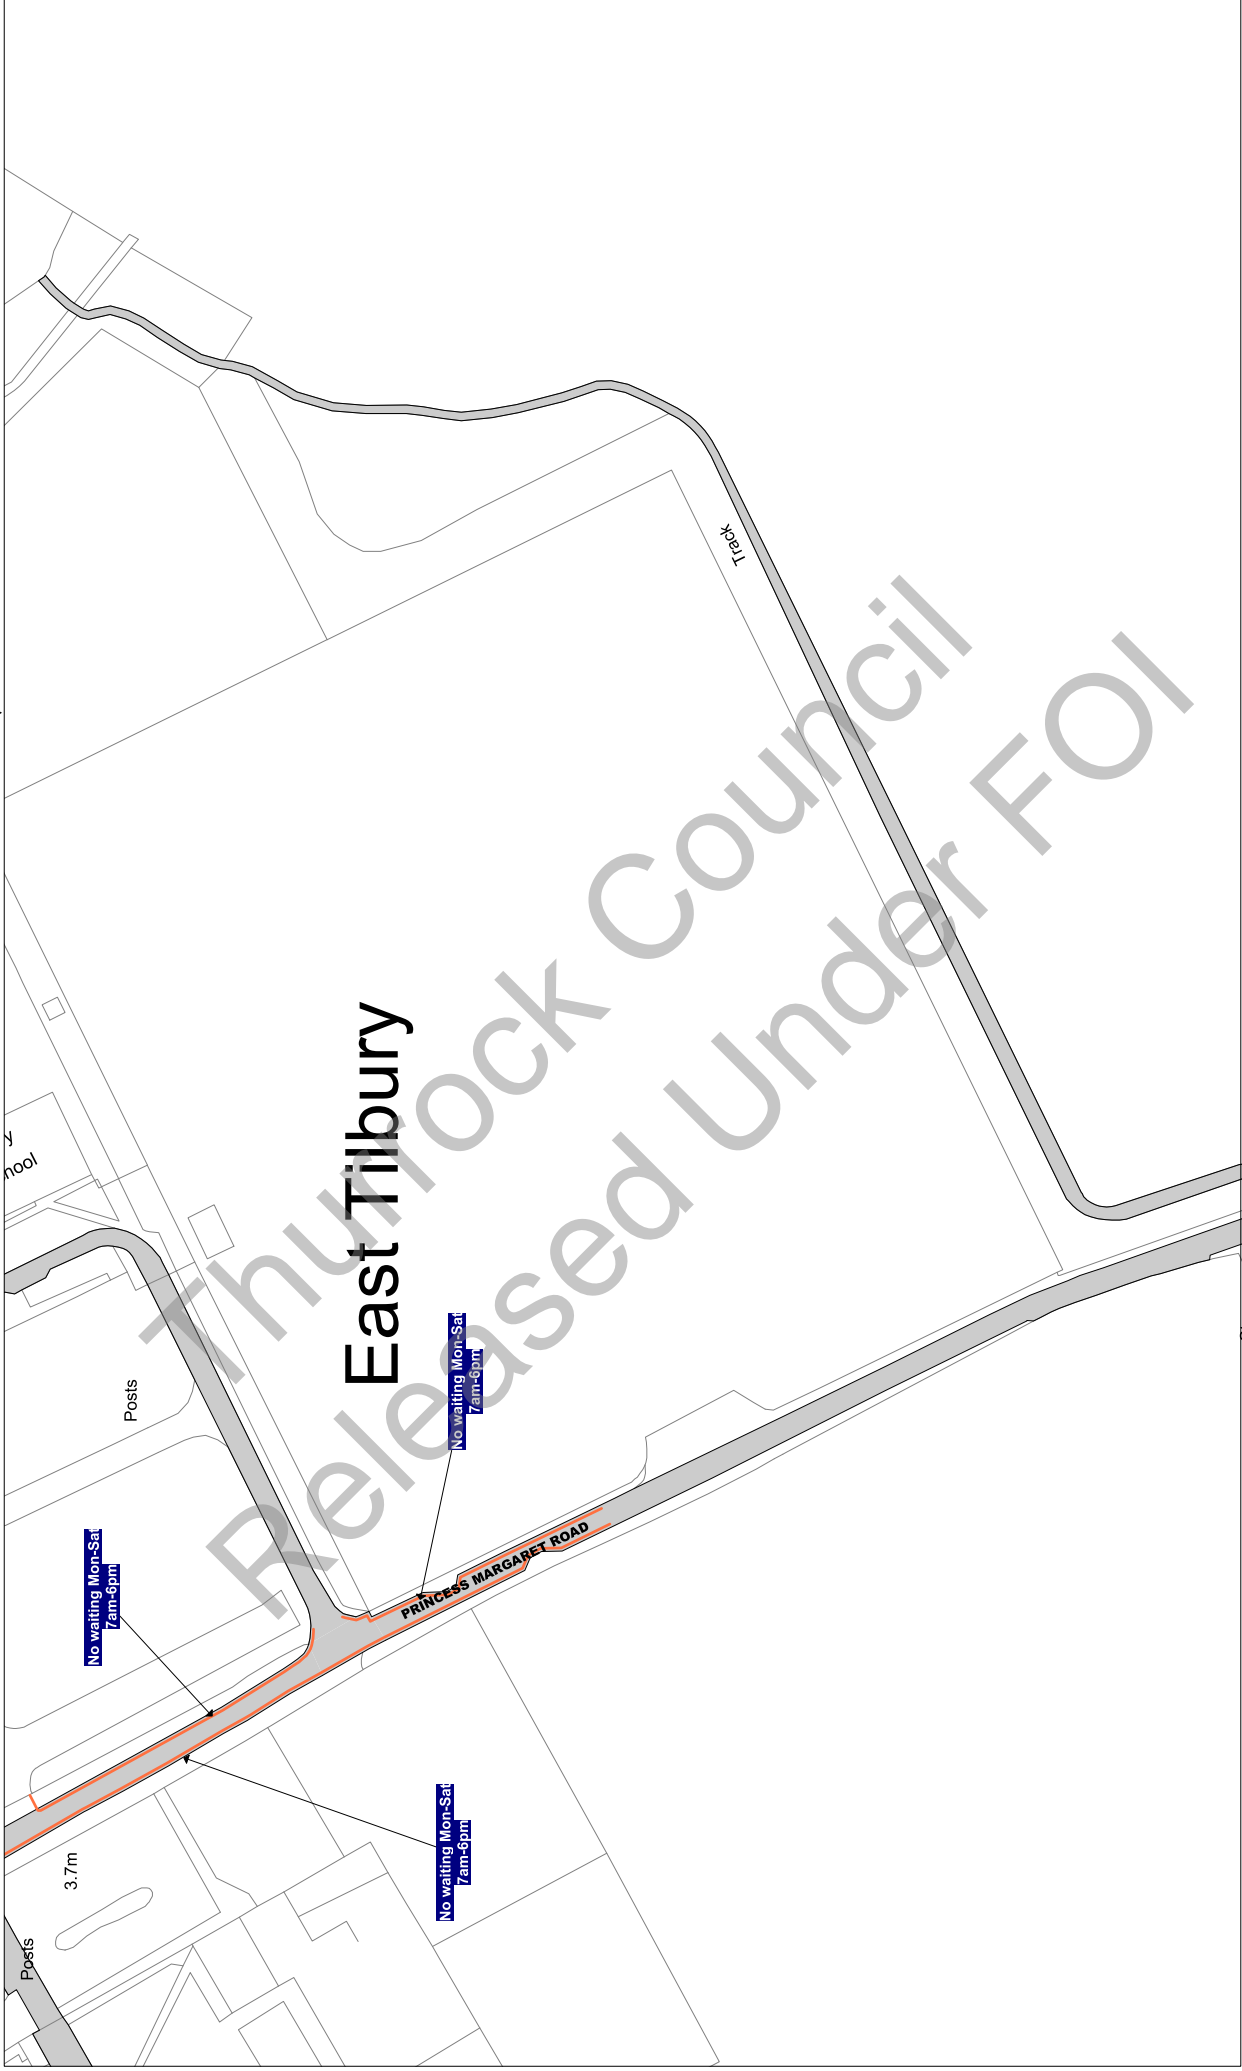 Track
East Tilbury
hool
y
Posts
No waiting Mon-Sat
7am-6pm
No waiting Mon-Sat
7am-6pm
PRINCESS MARGARET ROAD
No waiting Mon-Sat
7am-6pm
3.7m
Posts
Thurrock Council
Released Under FOI